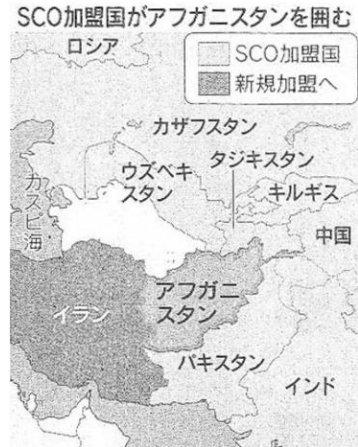 SCO加盟国がアフガニスタンを囲む
ロシア
SCO加盟国
新規加盟へ
カザフスタン
ウズベキ
スタン
タジキスタン
キルギス
カスピ海
中国
イラン
アフガニ
スタン
パキスタン
インド